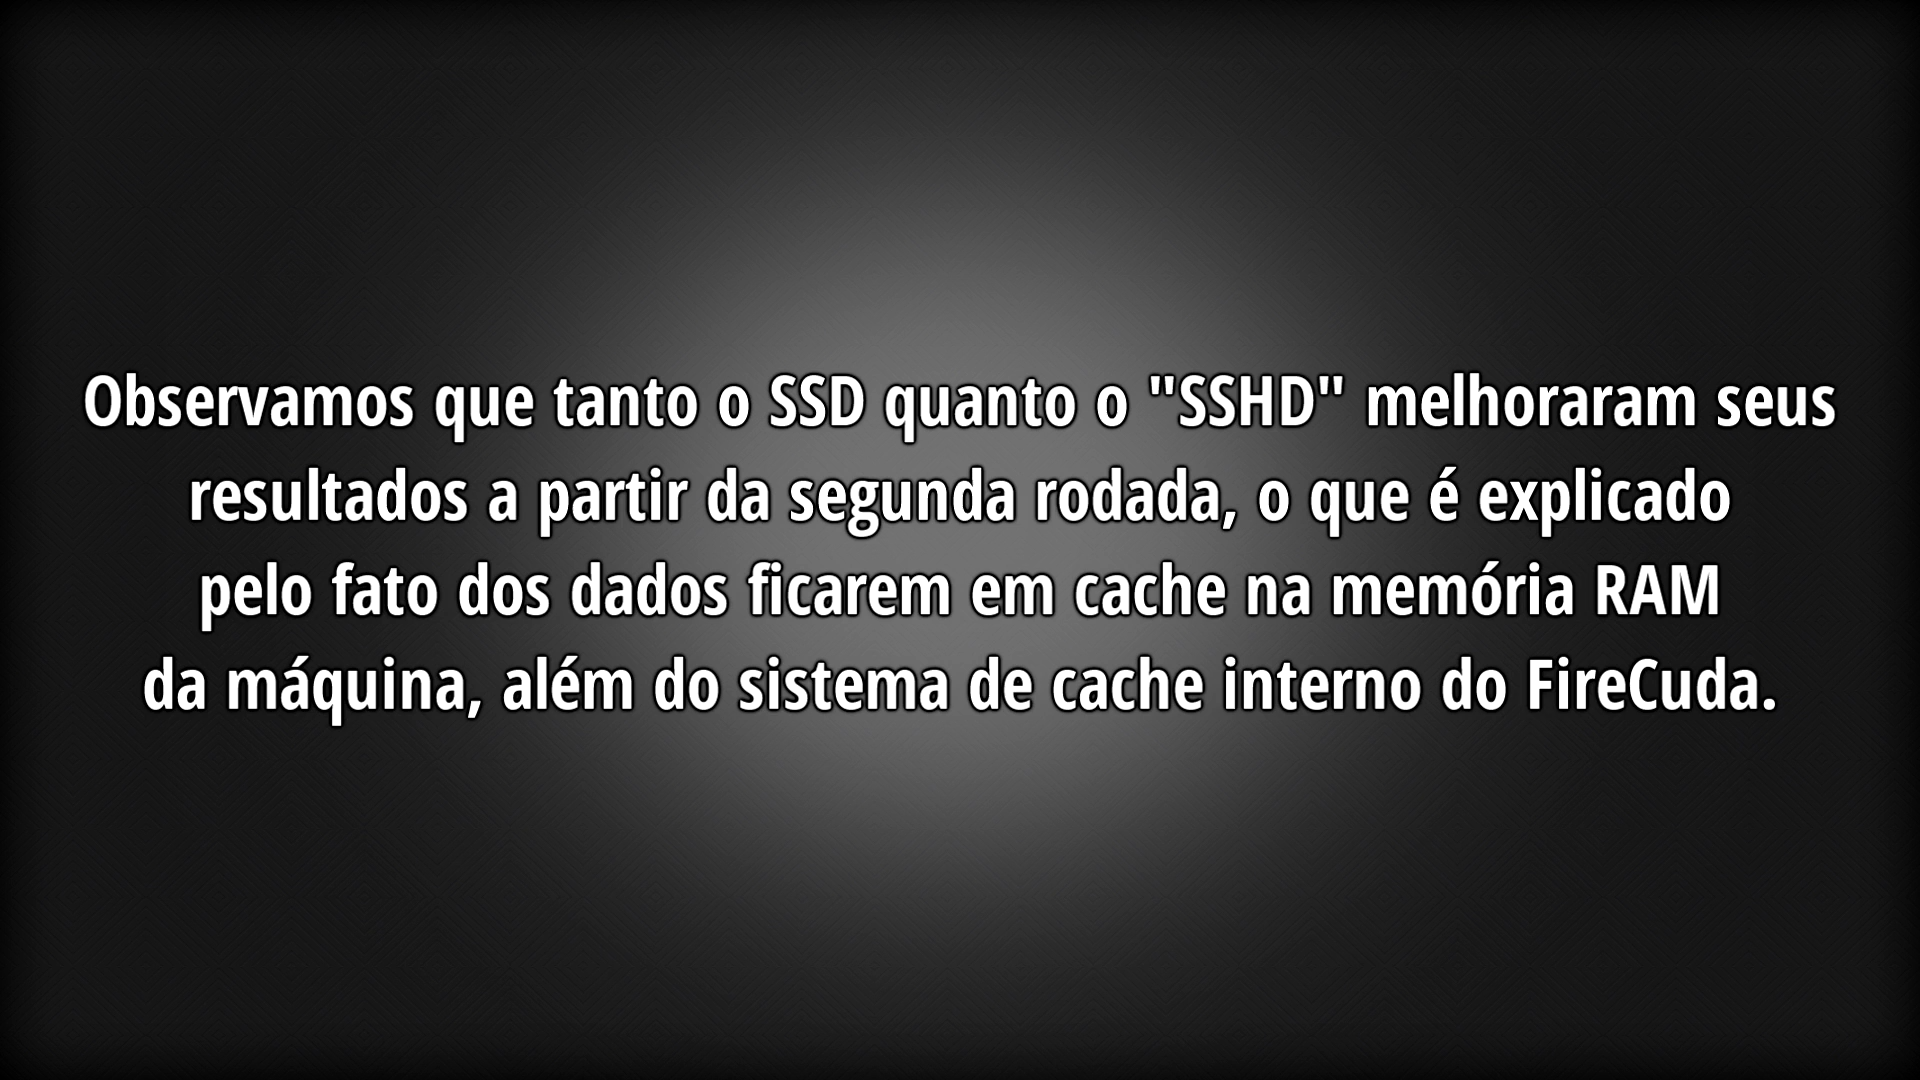 Observamos que tanto o SSD quanto o "SSHD" melhoraram seus
resultados a partir da segunda rodada, o que é explicado
pelo fato dos dados ficarem em cache na memória RAM
da máquina, além do sistema de cache interno do FireCuda.